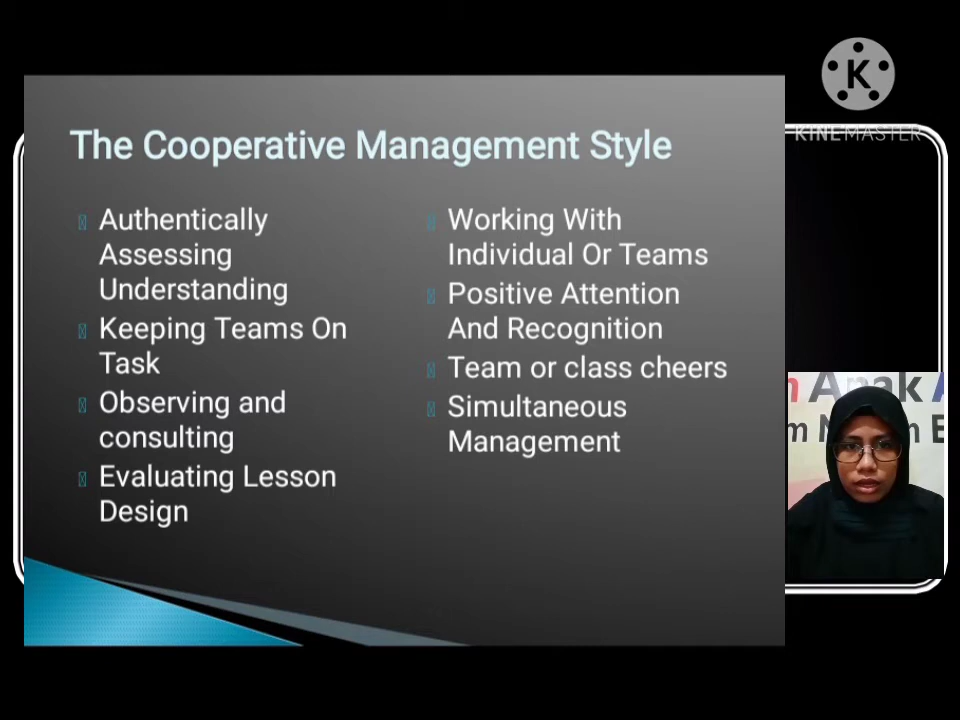 K
KINEMASTER
The Cooperative Management Style
Authentically
Assessing
Understanding
Keeping Teams On
Task
Observing and
consulting
Evaluating Lesson
Design
Working With
Individual Or Teams
Positive Attention
And Recognition
Team or class cheers
Simultaneous
Management
Anak